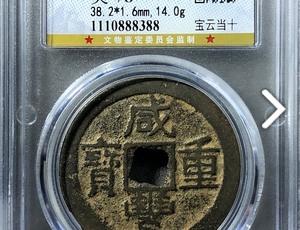 38.2*1.6mm,14.0g
★文物鉴定委员会监制★
1110888388 宝云当十
咸
寶 重
豐